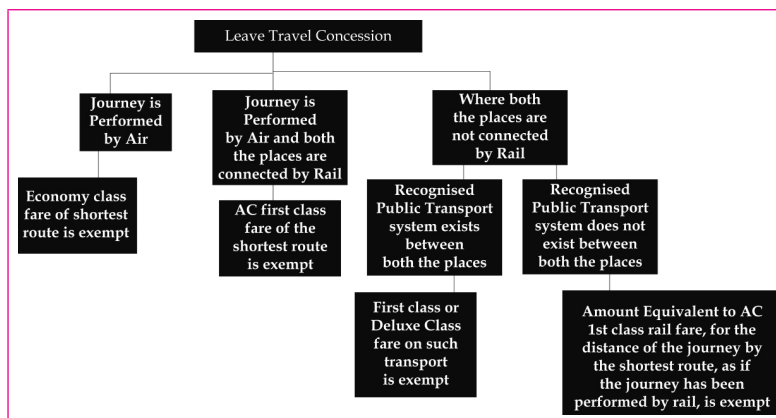 Leave Travel Concession
Journey is
Performed
by Air
Journey is
Performed
by Air and both
the places are
connected by Rail
Where both
the places are
not connected
by Rail
Economy class
fare of shortest
route is exempt
AC first class
fare of the
shortest route
is exempt
Recognised
Public Transport
system exists
between
both the places
Recognised
Public Transport
system does not
exist between
both the places
First class or
Deluxe Class
fare on such
transport
is exempt
Amount Equivalent to AC
1st class rail fare, for the
distance of the journey by
the shortest route, as if
the journey has been
performed by rail, is exempt